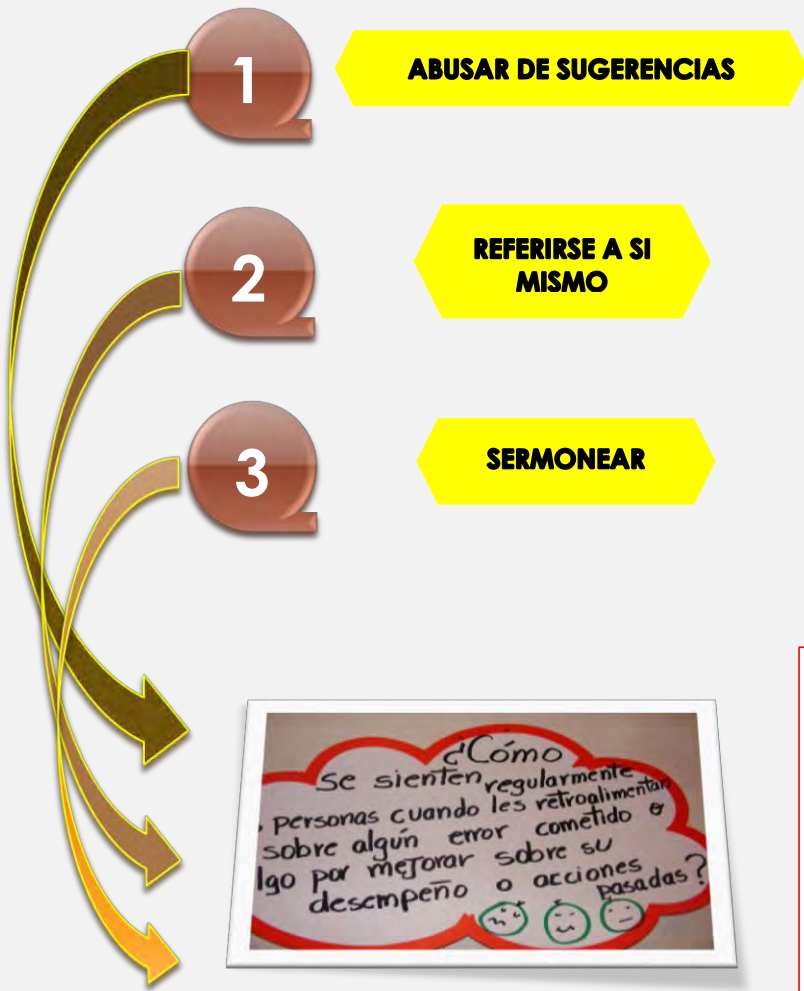 1
ABUSAR DE SUGERENCIAS
2
REFERIRSE A SI
MISMO
3
SERMONEAR
¿Cómo
se sienten regularmente
personas cuando les retroalimentan
sobre algún error cometido o
lgo por mejorar sobre su
desempeño o acciones
pasadas?